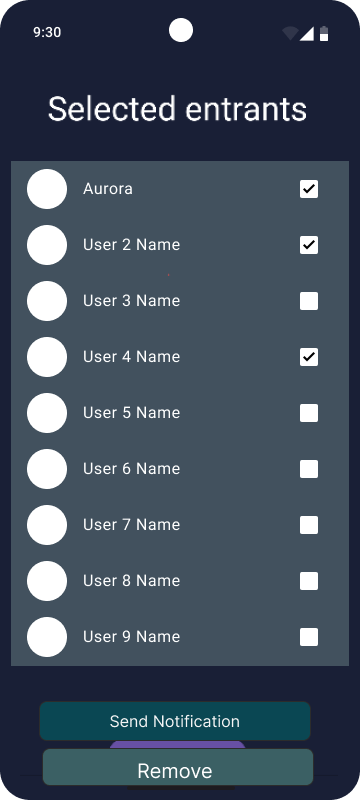 9:30
Selected entrants
Aurora
User 2 Name
User 3 Name
User 4 Name
User 5 Name
User 6 Name
User 7 Name
User 8 Name
User 9 Name
Send Notification
Remove